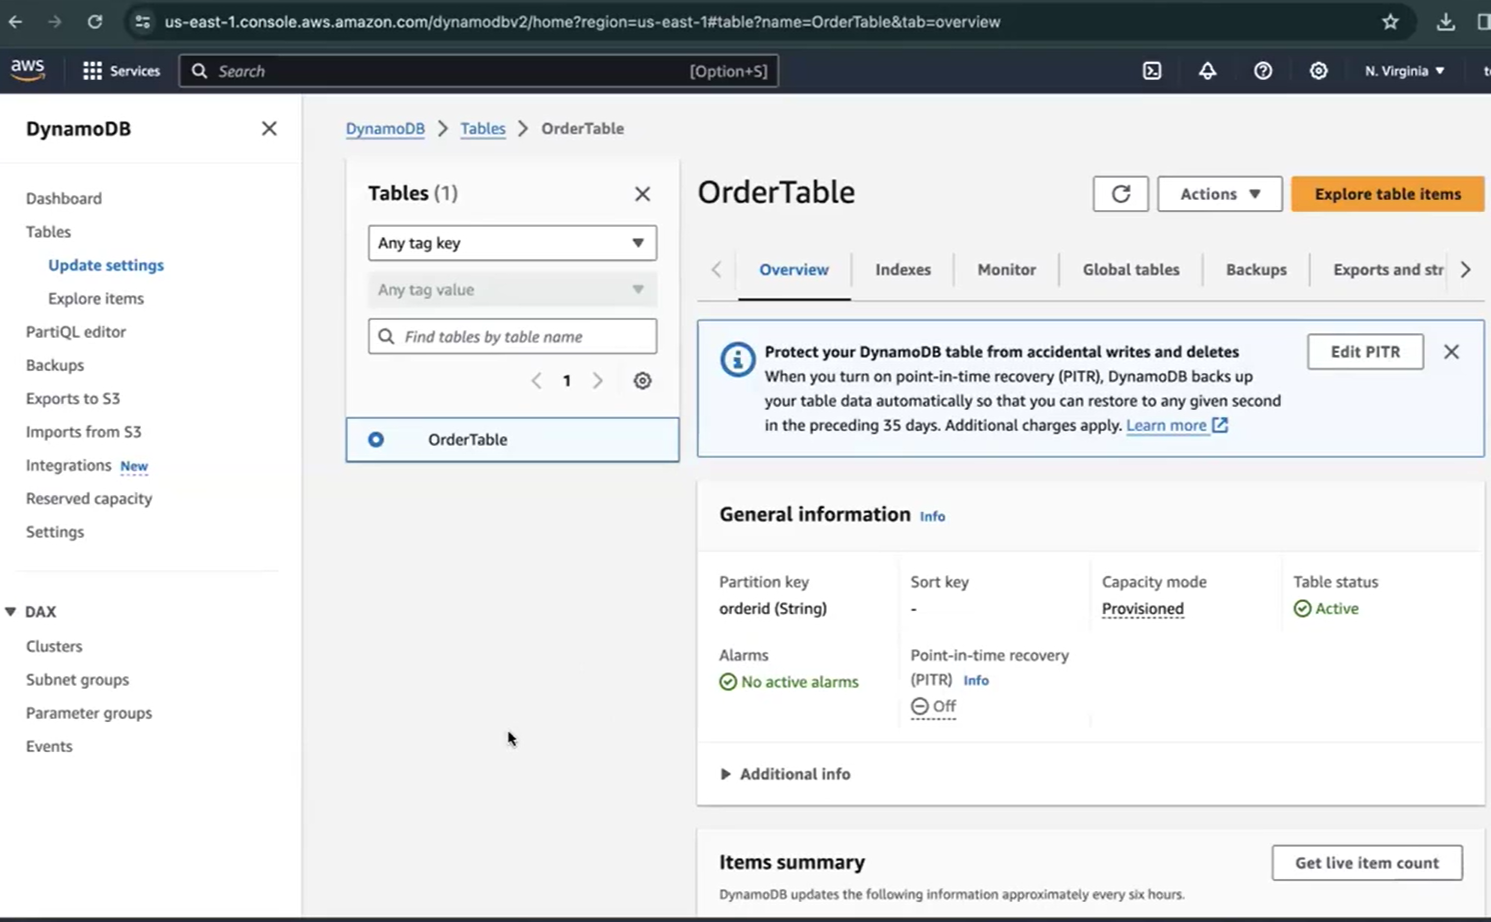 us-east-1.console.aws.amazon.com/dynamodbv2/home?region=us-east-1#table?name=OrderTable&tab=overview
aws
Services
Search
[Option+S]
N. Virginia
DynamoDB
Dashboard
Tables
Update settings
Explore items
PartiQL editor
Backups
Exports to S3
Imports from S3
Integrations New
Reserved capacity
Settings
DAX
Clusters
Subnet groups
Parameter groups
Events
DynamoDB
Tables
OrderTable
Tables (1)
Any tag key
Any tag value
Find tables by table name
1
OrderTable
OrderTable
Actions
Explore table items
Overview
Indexes
Monitor
Global tables
Backups
Exports and str
Protect your DynamoDB table from accidental writes and deletes
When you turn on point-in-time recovery (PITR), DynamoDB backs up
your table data automatically so that you can restore to any given second
in the preceding 35 days. Additional charges apply. Learn more
Edit PITR
General information Info
Partition key
orderid (String)
Sort key
-
Capacity mode
Provisioned
Table status
Active
Alarms
No active alarms
Point-in-time recovery
(PITR) Info
Off
Additional info
Items summary
Get live item count
DynamoDB updates the following information approximately every six hours.